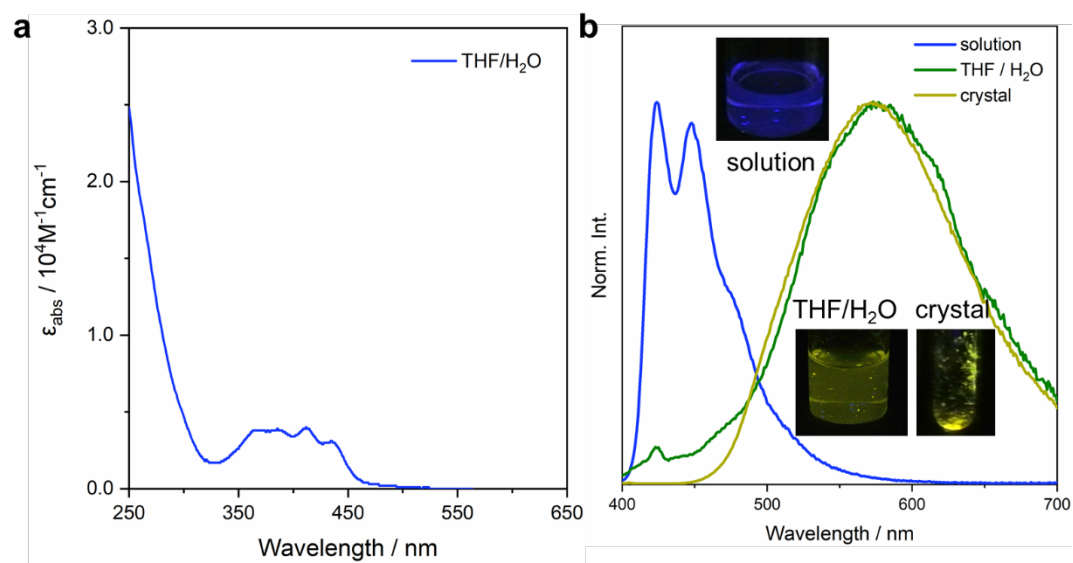 a
3.0
2.0
1.0
0.0
ε_abs / 10⁴M⁻¹cm⁻¹
THF/H₂O
250 350 450 550 650
Wavelength / nm
b
solution
THF / H₂O
crystal
solution
THF/H₂O crystal
Norm. Int.
400 500 600 700
Wavelength / nm